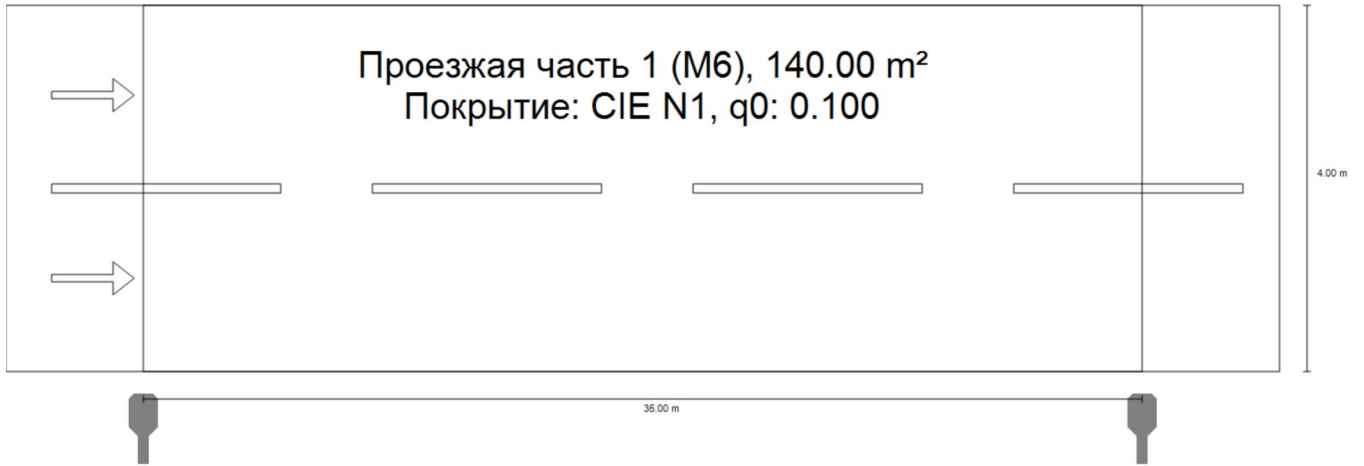 Проезжая часть 1 (M6), 140.00 m²
Покрытие: CIE N1, q0: 0.100
4.00 m
35.00 m